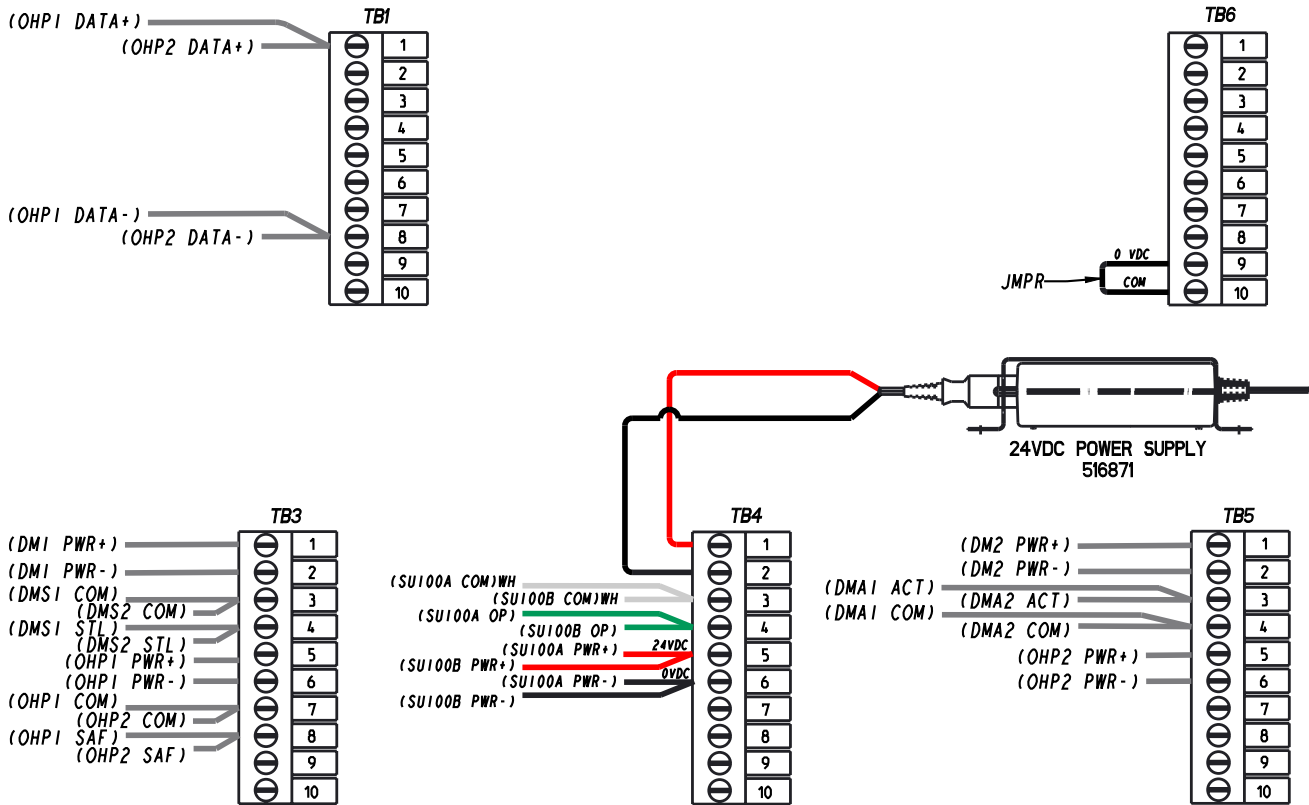 TB1
(OHP1 DATA+)
(OHP2 DATA+)
1
2
3
4
5
6
7
8
9
10
(OHP1 DATA-)
(OHP2 DATA-)
TB6
1
2
3
4
5
6
7
8
9
10
0 VDC
JMPR
COM
24VDC POWER SUPPLY
516871
TB3
(DM1 PWR+)
(DM1 PWR-)
(DMS1 COM)
(DMS2 COM)
(DMS1 STL)
(DMS2 STL)
(OHP1 PWR+)
(OHP1 PWR-)
(OHP1 COM)
(OHP2 COM)
(OHP1 SAF)
(OHP2 SAF)
1
2
3
4
5
6
7
8
9
10
TB4
(SU100A COM)WH
(SU100B COM)WH
(SU100A OP)
(SU100B OP)
(SU100A PWR+)
24VDC
(SU100B PWR+)
0VDC
(SU100A PWR-)
(SU100B PWR-)
1
2
3
4
5
6
7
8
9
10
TB5
(DM2 PWR+)
(DM2 PWR-)
(DMA1 ACT)
(DMA2 ACT)
(DMA1 COM)
(DMA2 COM)
(OHP2 PWR+)
(OHP2 PWR-)
1
2
3
4
5
6
7
8
9
10